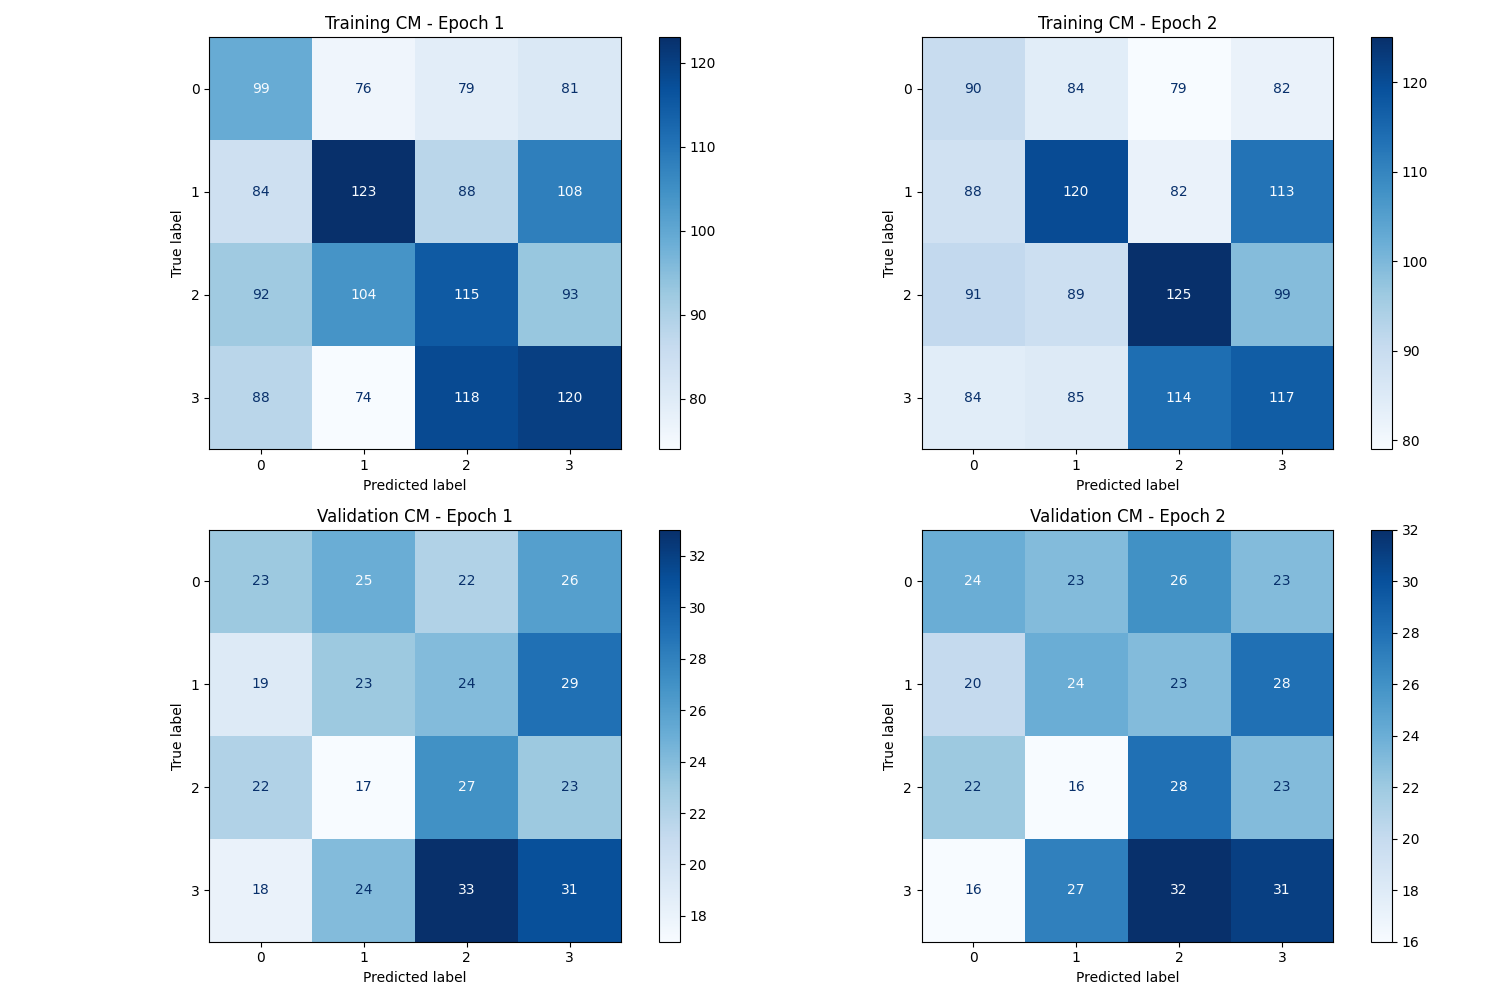 Training CM - Epoch 1
0 99 76 79 81
1 84 123 88 108
2 92 104 115 93
3 88 74 118 120
0 1 2 3
Predicted label
True label
120
110
100
90
80
Training CM - Epoch 2
0 90 84 79 82
1 88 120 82 113
2 91 89 125 99
3 84 85 114 117
0 1 2 3
Predicted label
True label
120
110
100
90
80
Validation CM - Epoch 1
0 23 25 22 26
1 19 23 24 29
2 22 17 27 23
3 18 24 33 31
0 1 2 3
Predicted label
True label
32
30
28
26
24
22
20
18
Validation CM - Epoch 2
0 24 23 26 23
1 20 24 23 28
2 22 16 28 23
3 16 27 32 31
0 1 2 3
Predicted label
True label
32
30
28
26
24
22
20
18
16